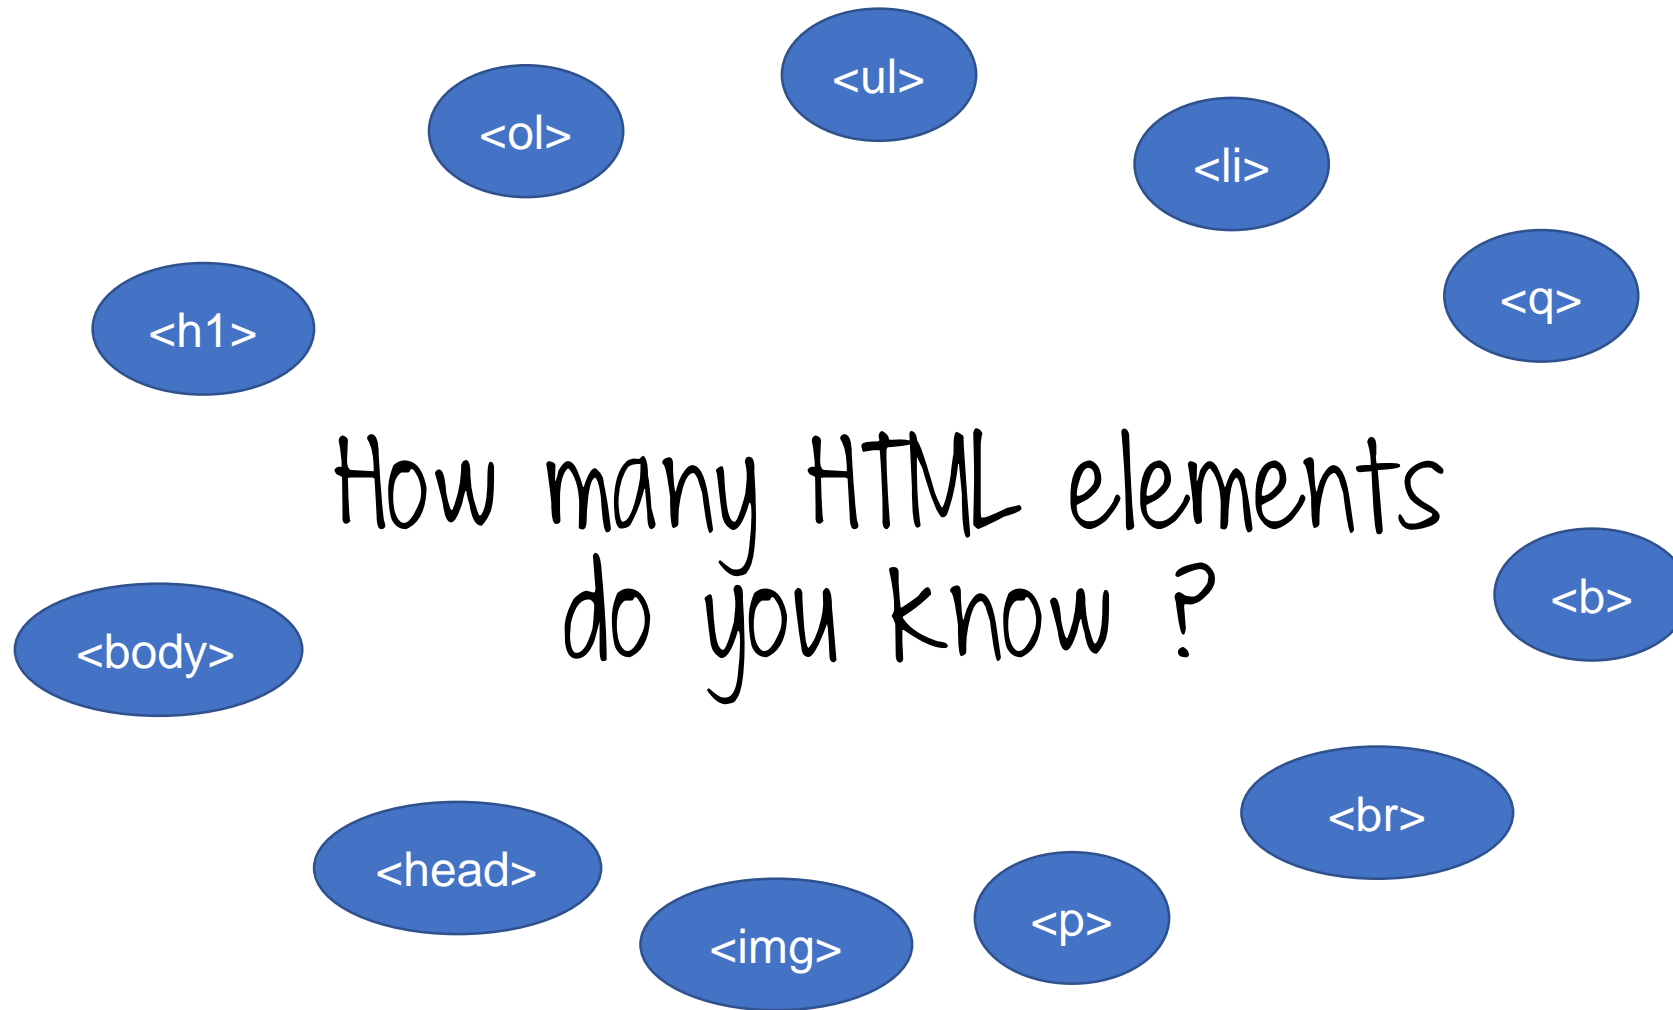 <ul>
<ol>
<li>
<q>
<h1>
How many HTML elements
do you know ?
<b>
<body>
<br>
<head>
<p>
<img>